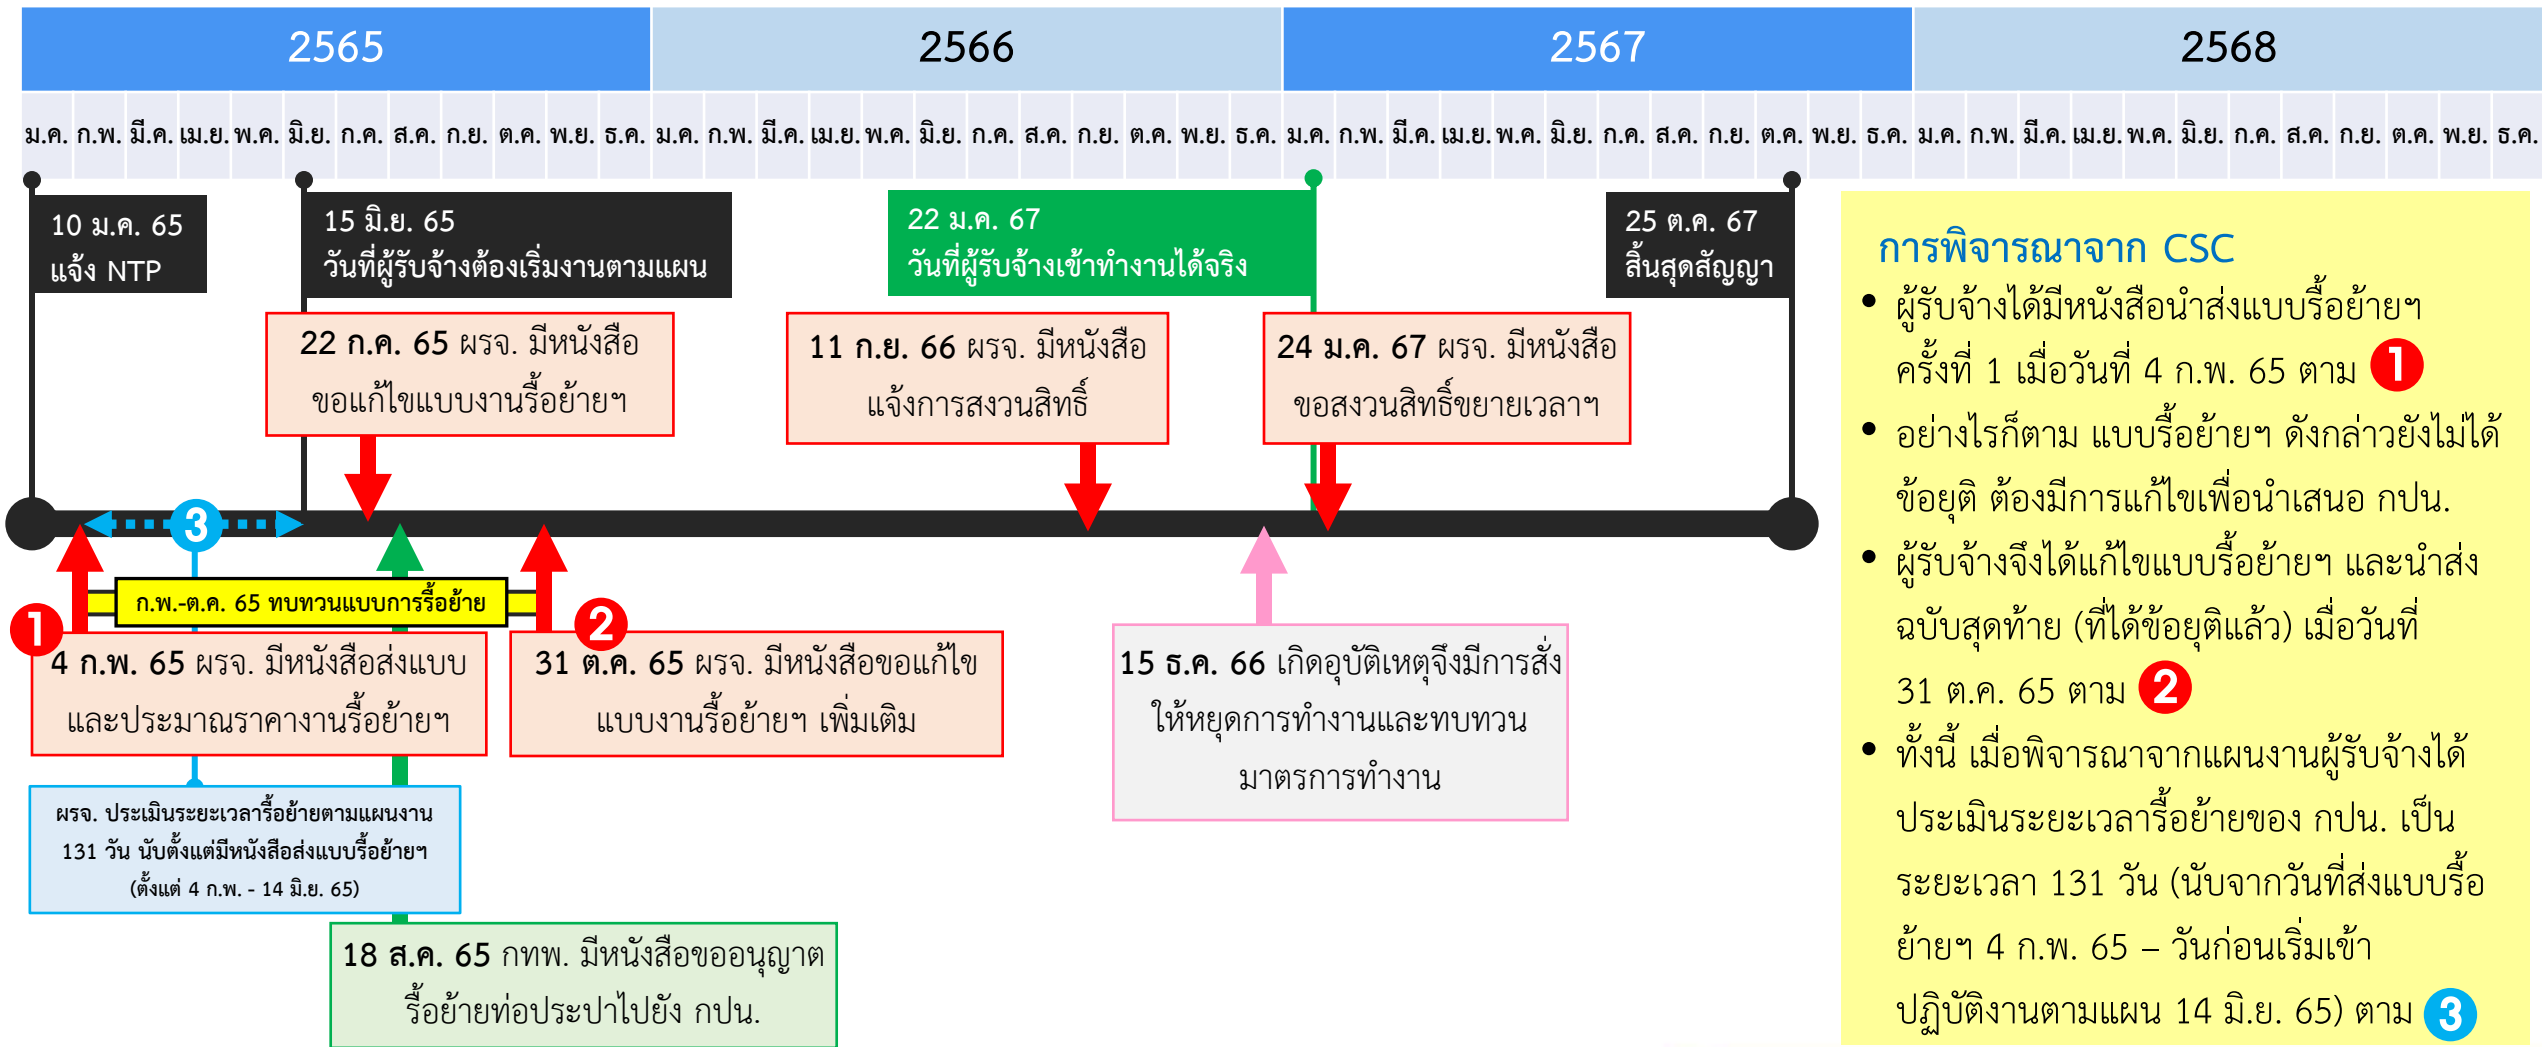 2565 2566 2567 2568
ม.ค. ก.พ. มี.ค. เม.ย. พ.ค. มิ.ย. ก.ค. ส.ค. ก.ย. ต.ค. พ.ย. ธ.ค. ม.ค. ก.พ. มี.ค. เม.ย. พ.ค. มิ.ย. ก.ค. ส.ค. ก.ย. ต.ค. พ.ย. ธ.ค. ม.ค. ก.พ. มี.ค. เม.ย. พ.ค. มิ.ย. ก.ค. ส.ค. ก.ย. ต.ค. พ.ย. ธ.ค. ม.ค. ก.พ. มี.ค. เม.ย. พ.ค. มิ.ย. ก.ค. ส.ค. ก.ย. ต.ค. พ.ย. ธ.ค.
10 ม.ค. 65
แจ้ง NTP
15 มิ.ย. 65
วันที่ผู้รับจ้างต้องเริ่มงานตามแผน
22 ม.ค. 67
วันที่ผู้รับจ้างเข้าทำงานได้จริง
25 ต.ค. 67
สิ้นสุดสัญญา
22 ก.ค. 65 ผรจ. มีหนังสือ
ขอแก้ไขแบบงานรื้อย้ายฯ
11 ก.ย. 66 ผรจ. มีหนังสือ
แจ้งการสงวนสิทธิ์
24 ม.ค. 67 ผรจ. มีหนังสือ
ขอสงวนสิทธิ์ขยายเวลาฯ
3
ก.พ.-ต.ค. 65 ทบทวนแบบการรื้อย้าย
1
4 ก.พ. 65 ผรจ. มีหนังสือส่งแบบ
และประมาณราคางานรื้อย้ายฯ
2
31 ต.ค. 65 ผรจ. มีหนังสือขอแก้ไข
แบบงานรื้อย้ายฯ เพิ่มเติม
15 ธ.ค. 66 เกิดอุบัติเหตุจึงมีการสั่ง
ให้หยุดการทำงานและทบทวน
มาตรการทำงาน
ผรจ. ประเมินระยะเวลารื้อย้ายตามแผนงาน
131 วัน นับตั้งแต่มีหนังสือส่งแบบรื้อย้ายฯ
(ตั้งแต่ 4 ก.พ. - 14 มิ.ย. 65)
18 ส.ค. 65 กทพ. มีหนังสือขออนุญาต
รื้อย้ายท่อประปาไปยัง กปน.
การพิจารณาจาก CSC
• ผู้รับจ้างได้มีหนังสือนำส่งแบบรื้อย้ายฯ
ครั้งที่ 1 เมื่อวันที่ 4 ก.พ. 65 ตาม 1
• อย่างไรก็ตาม แบบรื้อย้ายฯ ดังกล่าวยังไม่ได้
ข้อยุติ ต้องมีการแก้ไขเพื่อนำเสนอ กปน.
• ผู้รับจ้างจึงได้แก้ไขแบบรื้อย้ายฯ และนำส่ง
ฉบับสุดท้าย (ที่ได้ข้อยุติแล้ว) เมื่อวันที่
31 ต.ค. 65 ตาม 2
• ทั้งนี้ เมื่อพิจารณาจากแผนงานผู้รับจ้างได้
ประเมินระยะเวลารื้อย้ายของ กปน. เป็น
ระยะเวลา 131 วัน (นับจากวันที่ส่งแบบรื้อ
ย้ายฯ 4 ก.พ. 65 – วันก่อนเริ่มเข้า
ปฏิบัติงานตามแผน 14 มิ.ย. 65) ตาม 3